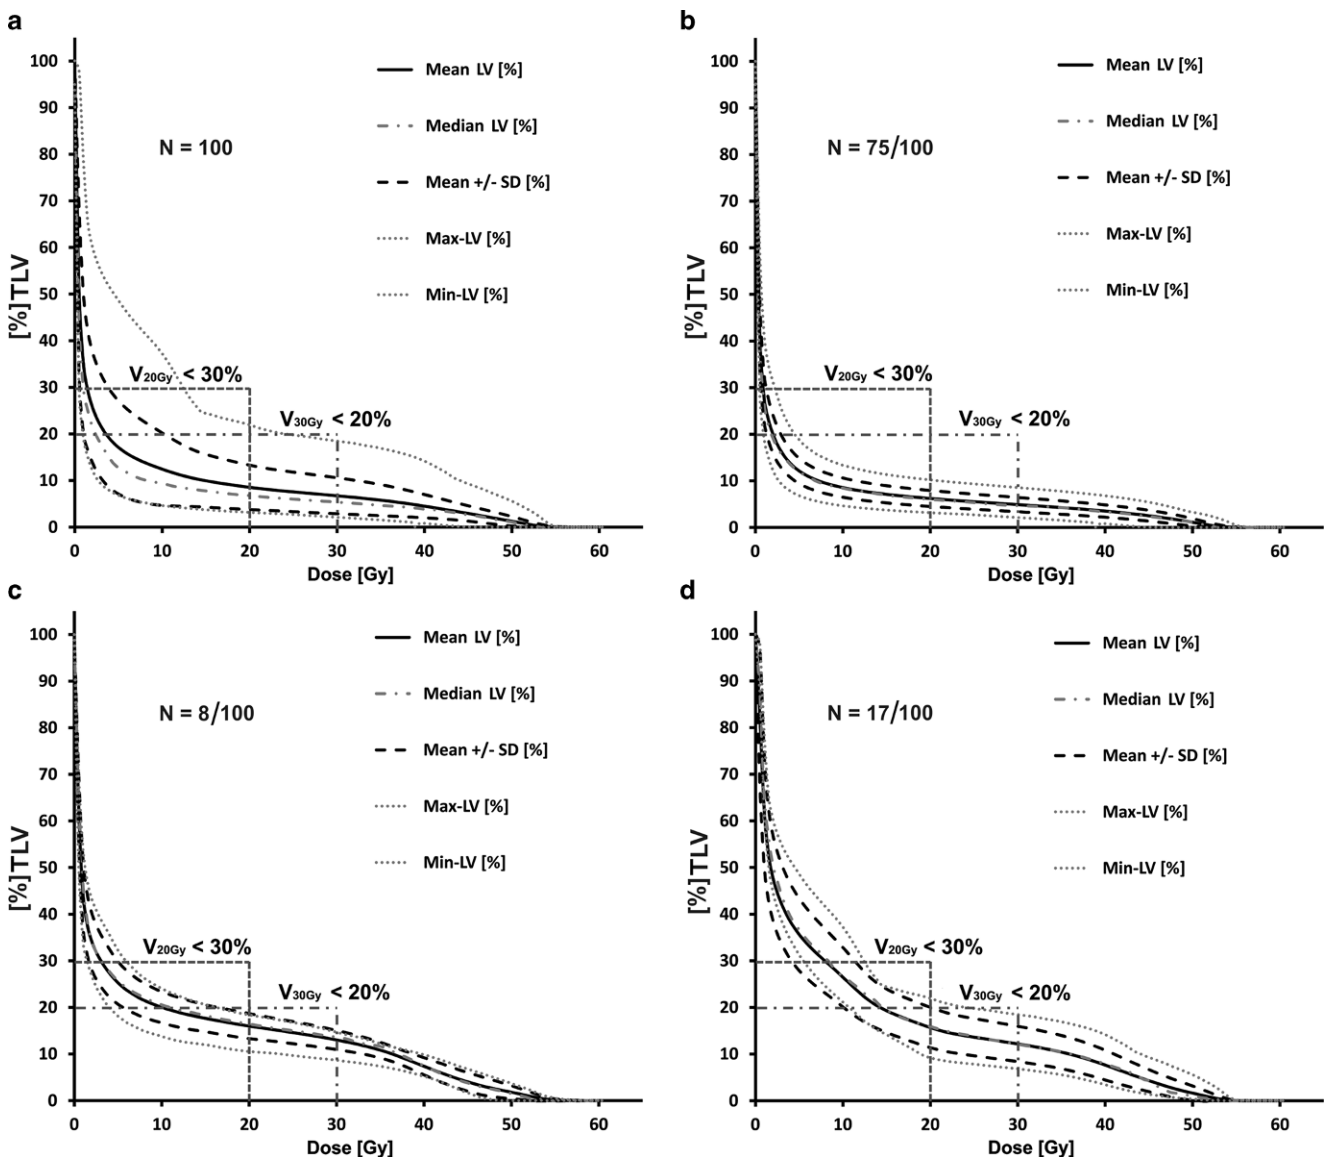 a
[%]TLV
100
90
80
70
60
50
40
30
20
10
0
Mean LV [%]
Median LV [%]
Mean +/- SD [%]
Max-LV [%]
Min-LV [%]
N = 100
V20Gy < 30%
V30Gy < 20%
0 10 20 30 40 50 60
Dose [Gy]
b
[%]TLV
100
90
80
70
60
50
40
30
20
10
0
Mean LV [%]
Median LV [%]
Mean +/- SD [%]
Max-LV [%]
Min-LV [%]
N = 75/100
V20Gy < 30%
V30Gy < 20%
0 10 20 30 40 50 60
Dose [Gy]
c
[%]TLV
100
90
80
70
60
50
40
30
20
10
0
Mean LV [%]
Median LV [%]
Mean +/- SD [%]
Max-LV [%]
Min-LV [%]
N = 8/100
V20Gy < 30%
V30Gy < 20%
0 10 20 30 40 50 60
Dose [Gy]
d
[%]TLV
100
90
80
70
60
50
40
30
20
10
0
Mean LV [%]
Median LV [%]
Mean +/- SD [%]
Max-LV [%]
Min-LV [%]
N = 17/100
V20Gy < 30%
V30Gy < 20%
0 10 20 30 40 50 60
Dose [Gy]